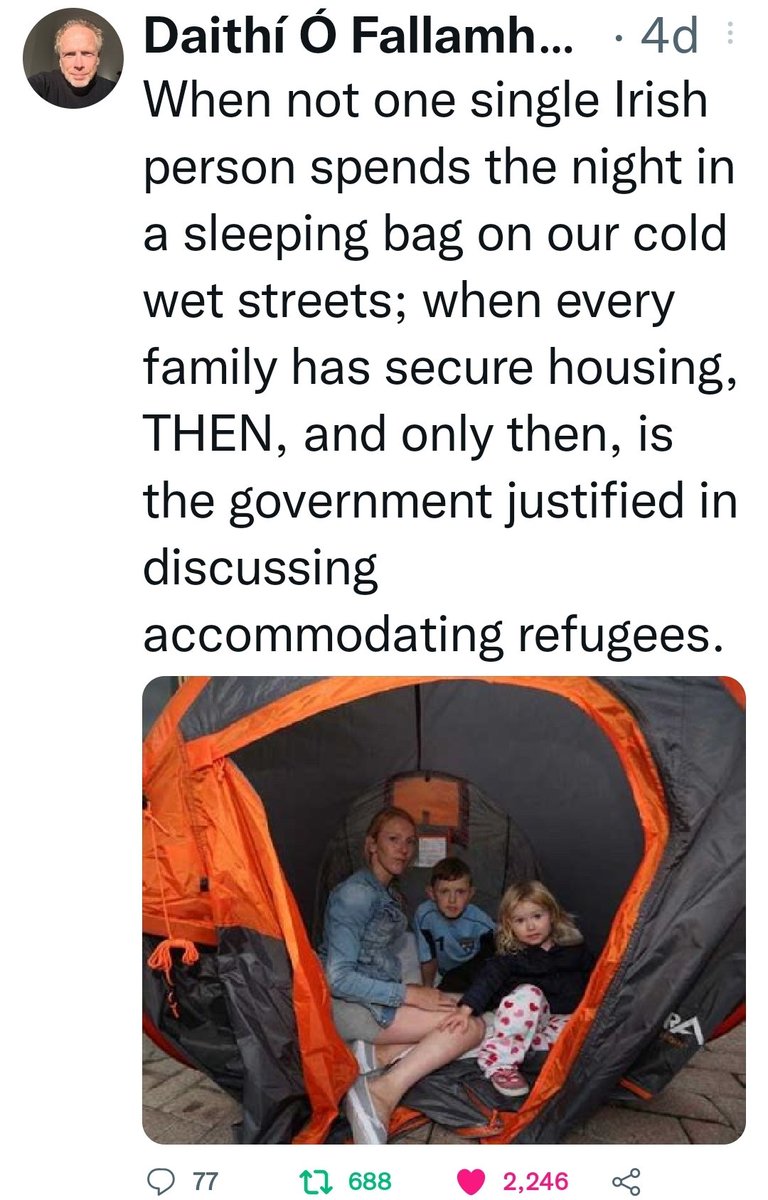 Daithí Ó Fallamh... · 4d
When not one single Irish
person spends the night in
a sleeping bag on our cold
wet streets; when every
family has secure housing,
THEN, and only then, is
the government justified in
discussing
accommodating refugees.
77 688 2,246